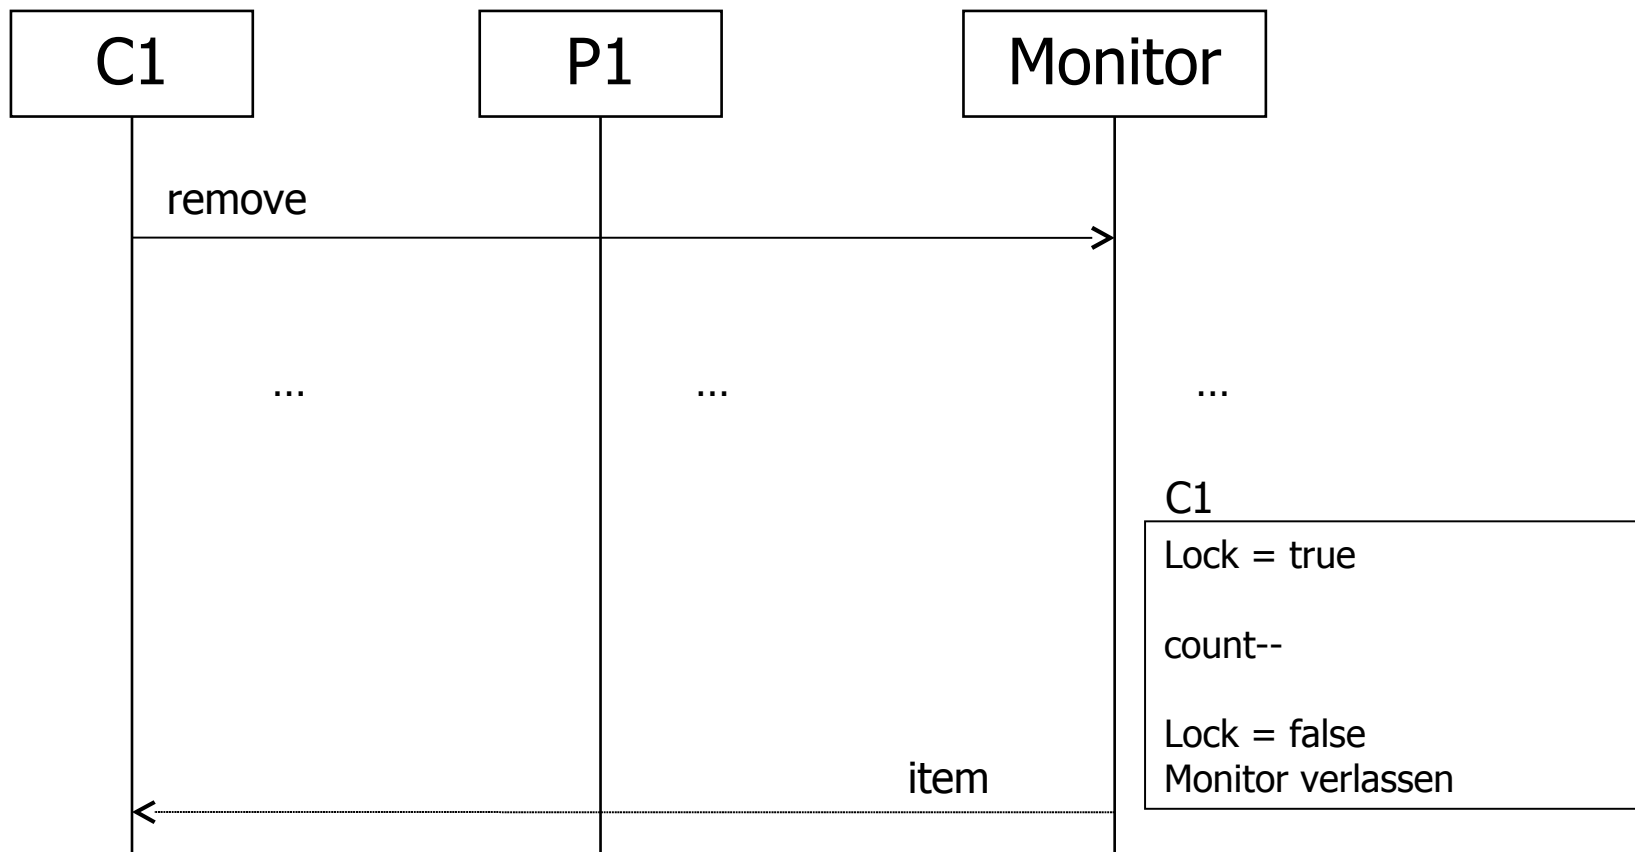 C1
P1
Monitor
remove
... ... ...
C1
Lock = true
count--
Lock = false
Monitor verlassen
item